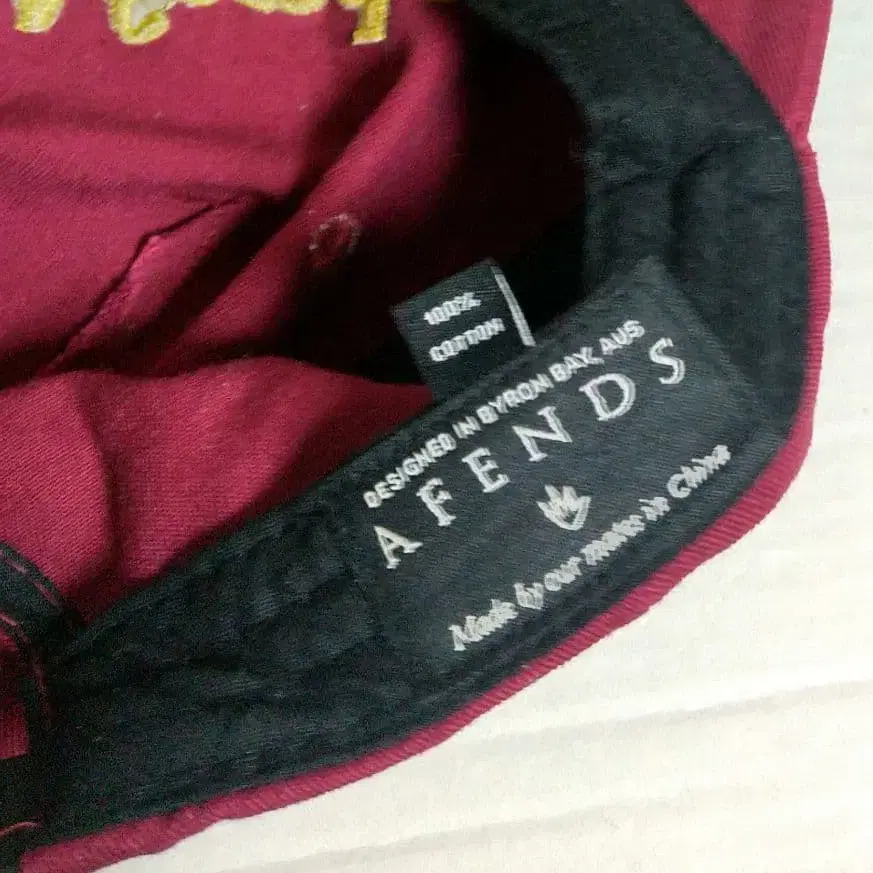 100%
COTTON
DESIGNED IN BYRON BAY, AUS
AFENDS
Made by our mates in China